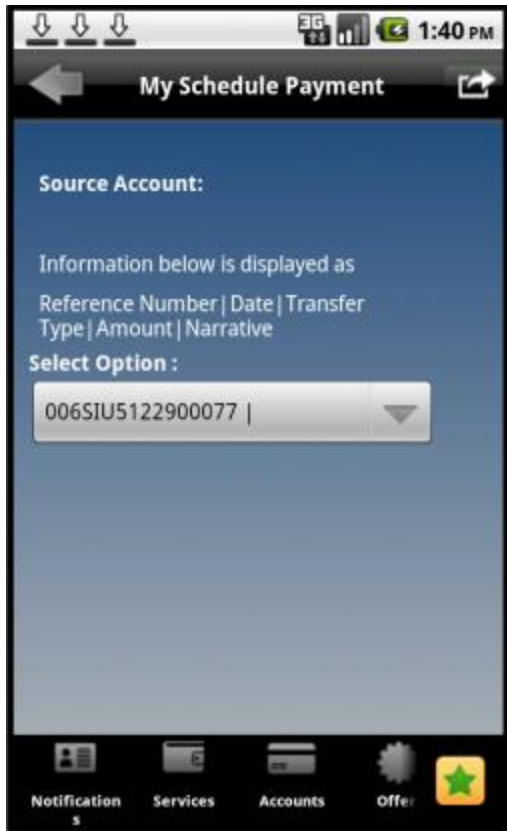 3G 1:40 PM
My Schedule Payment
Source Account:
Information below is displayed as
Reference Number|Date|Transfer
Type|Amount|Narrative
Select Option :
006SIU5122900077 |
Notification
s
Services
Accounts
Offer